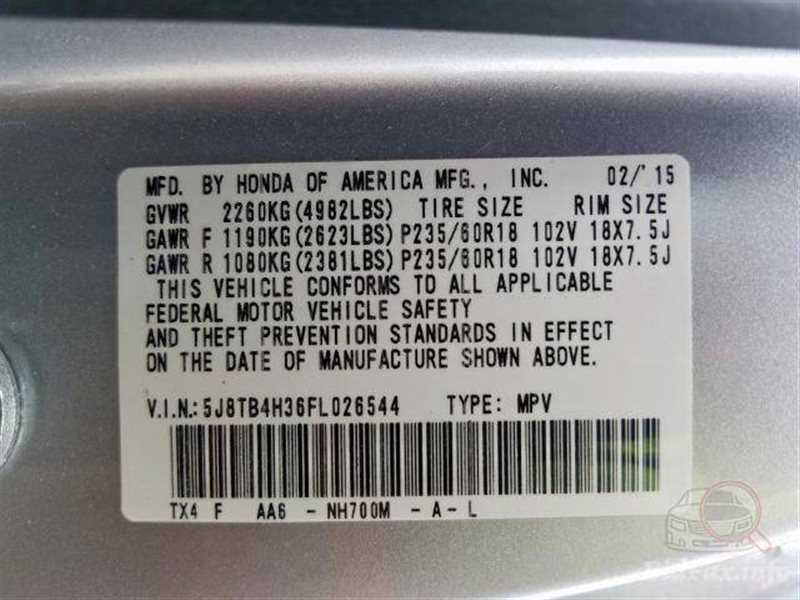 MFD. BY HONDA OF AMERICA MFG., INC. 02/'15
GVWR 2260KG(4982LBS) TIRE SIZE RIM SIZE
GAWR F 1190KG(2623LBS)P235/60R18 102V 18X7.5J
GAWR R 1080KG(2381LBS)P235/60R18 102V 18X7.5J
THIS VEHICLE CONFORMS TO ALL APPLICABLE
FEDERAL MOTOR VEHICLE SAFETY
AND THEFT PREVENTION STANDARDS IN EFFECT
ON THE DATE OF MANUFACTURE SHOWN ABOVE.
V.I.N.:5J8TB4H36FL026544 TYPE: MPV
TX4 F AA6 - NH700M - A - L
BidFax.info